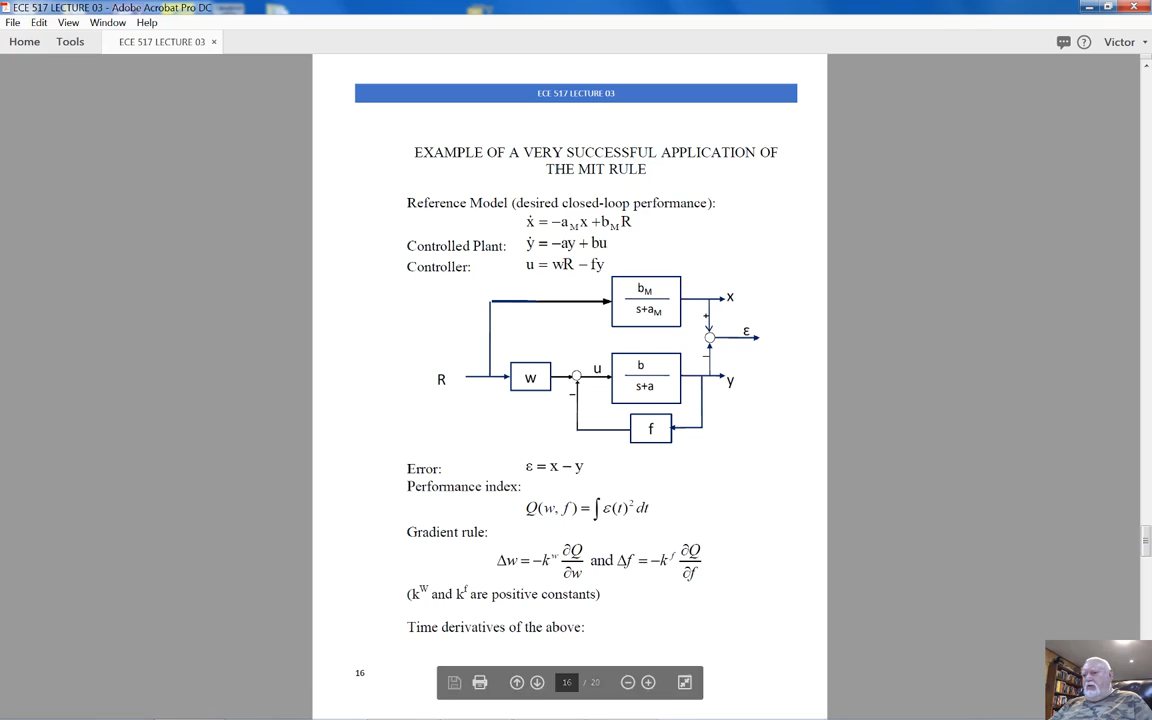 ECE 517 LECTURE 03 - Adobe Acrobat Pro DC
File Edit View Window Help
Home Tools ECE 517 LECTURE 03 × Victor
ECE 517 LECTURE 03
EXAMPLE OF A VERY SUCCESSFUL APPLICATION OF
THE MIT RULE
Reference Model (desired closed-loop performance):
ẋ = −a_M x + b_M R
Controlled Plant: ẏ = −ay + bu
Controller: u = wR − fy
b_M
s+a_M
x
+
ε
−
R
w
u
b
s+a
y
−
f
Error: ε = x − y
Performance index:
Q(w, f) = ∫ ε(t)² dt
Gradient rule:
Δw = −k^w ∂Q/∂w and Δf = −k^f ∂Q/∂f
(k^W and k^f are positive constants)
Time derivatives of the above:
16
16 / 20